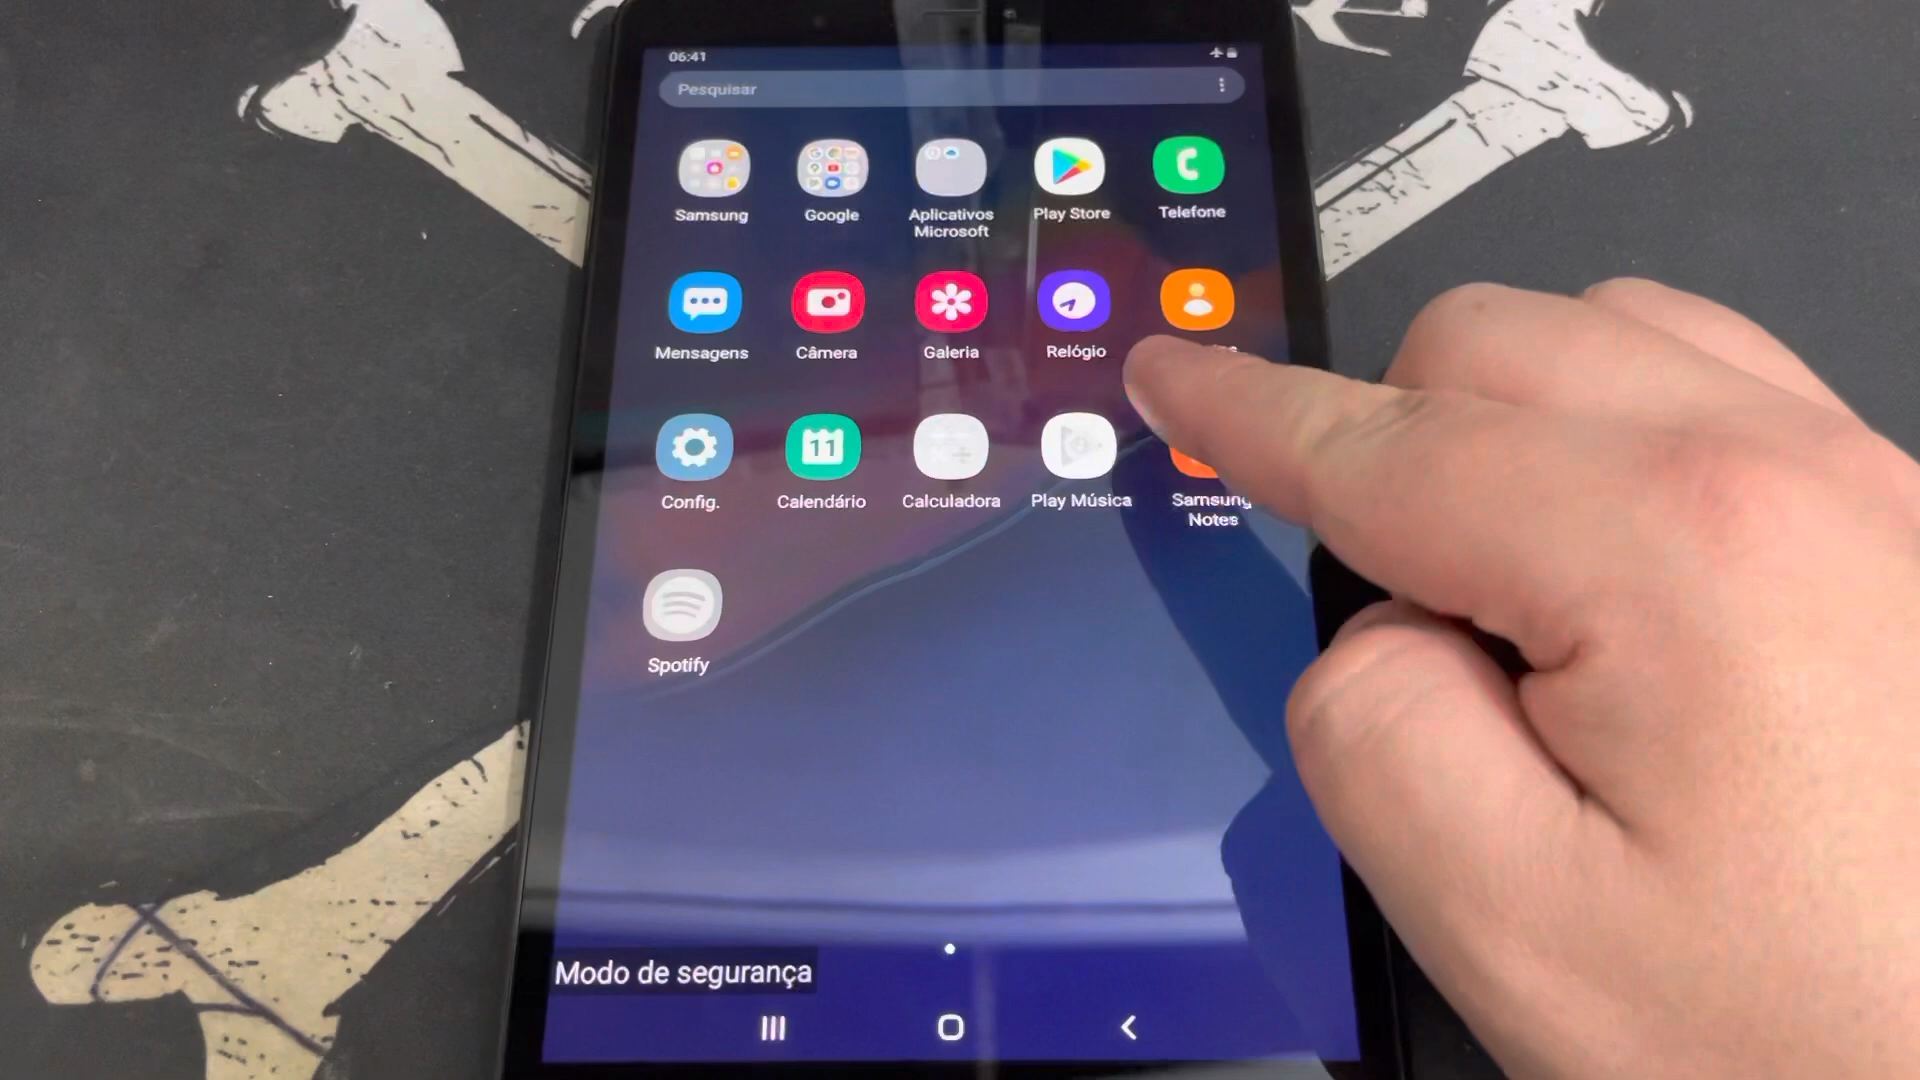 06:41
Pesquisar
Samsung
Google
Aplicativos
Microsoft
Play Store
Telefone
Mensagens
Câmera
Galeria
Relógio
Config.
11
Calendário
Calculadora
Play Música
Samsung
Notes
Spotify
Modo de segurança